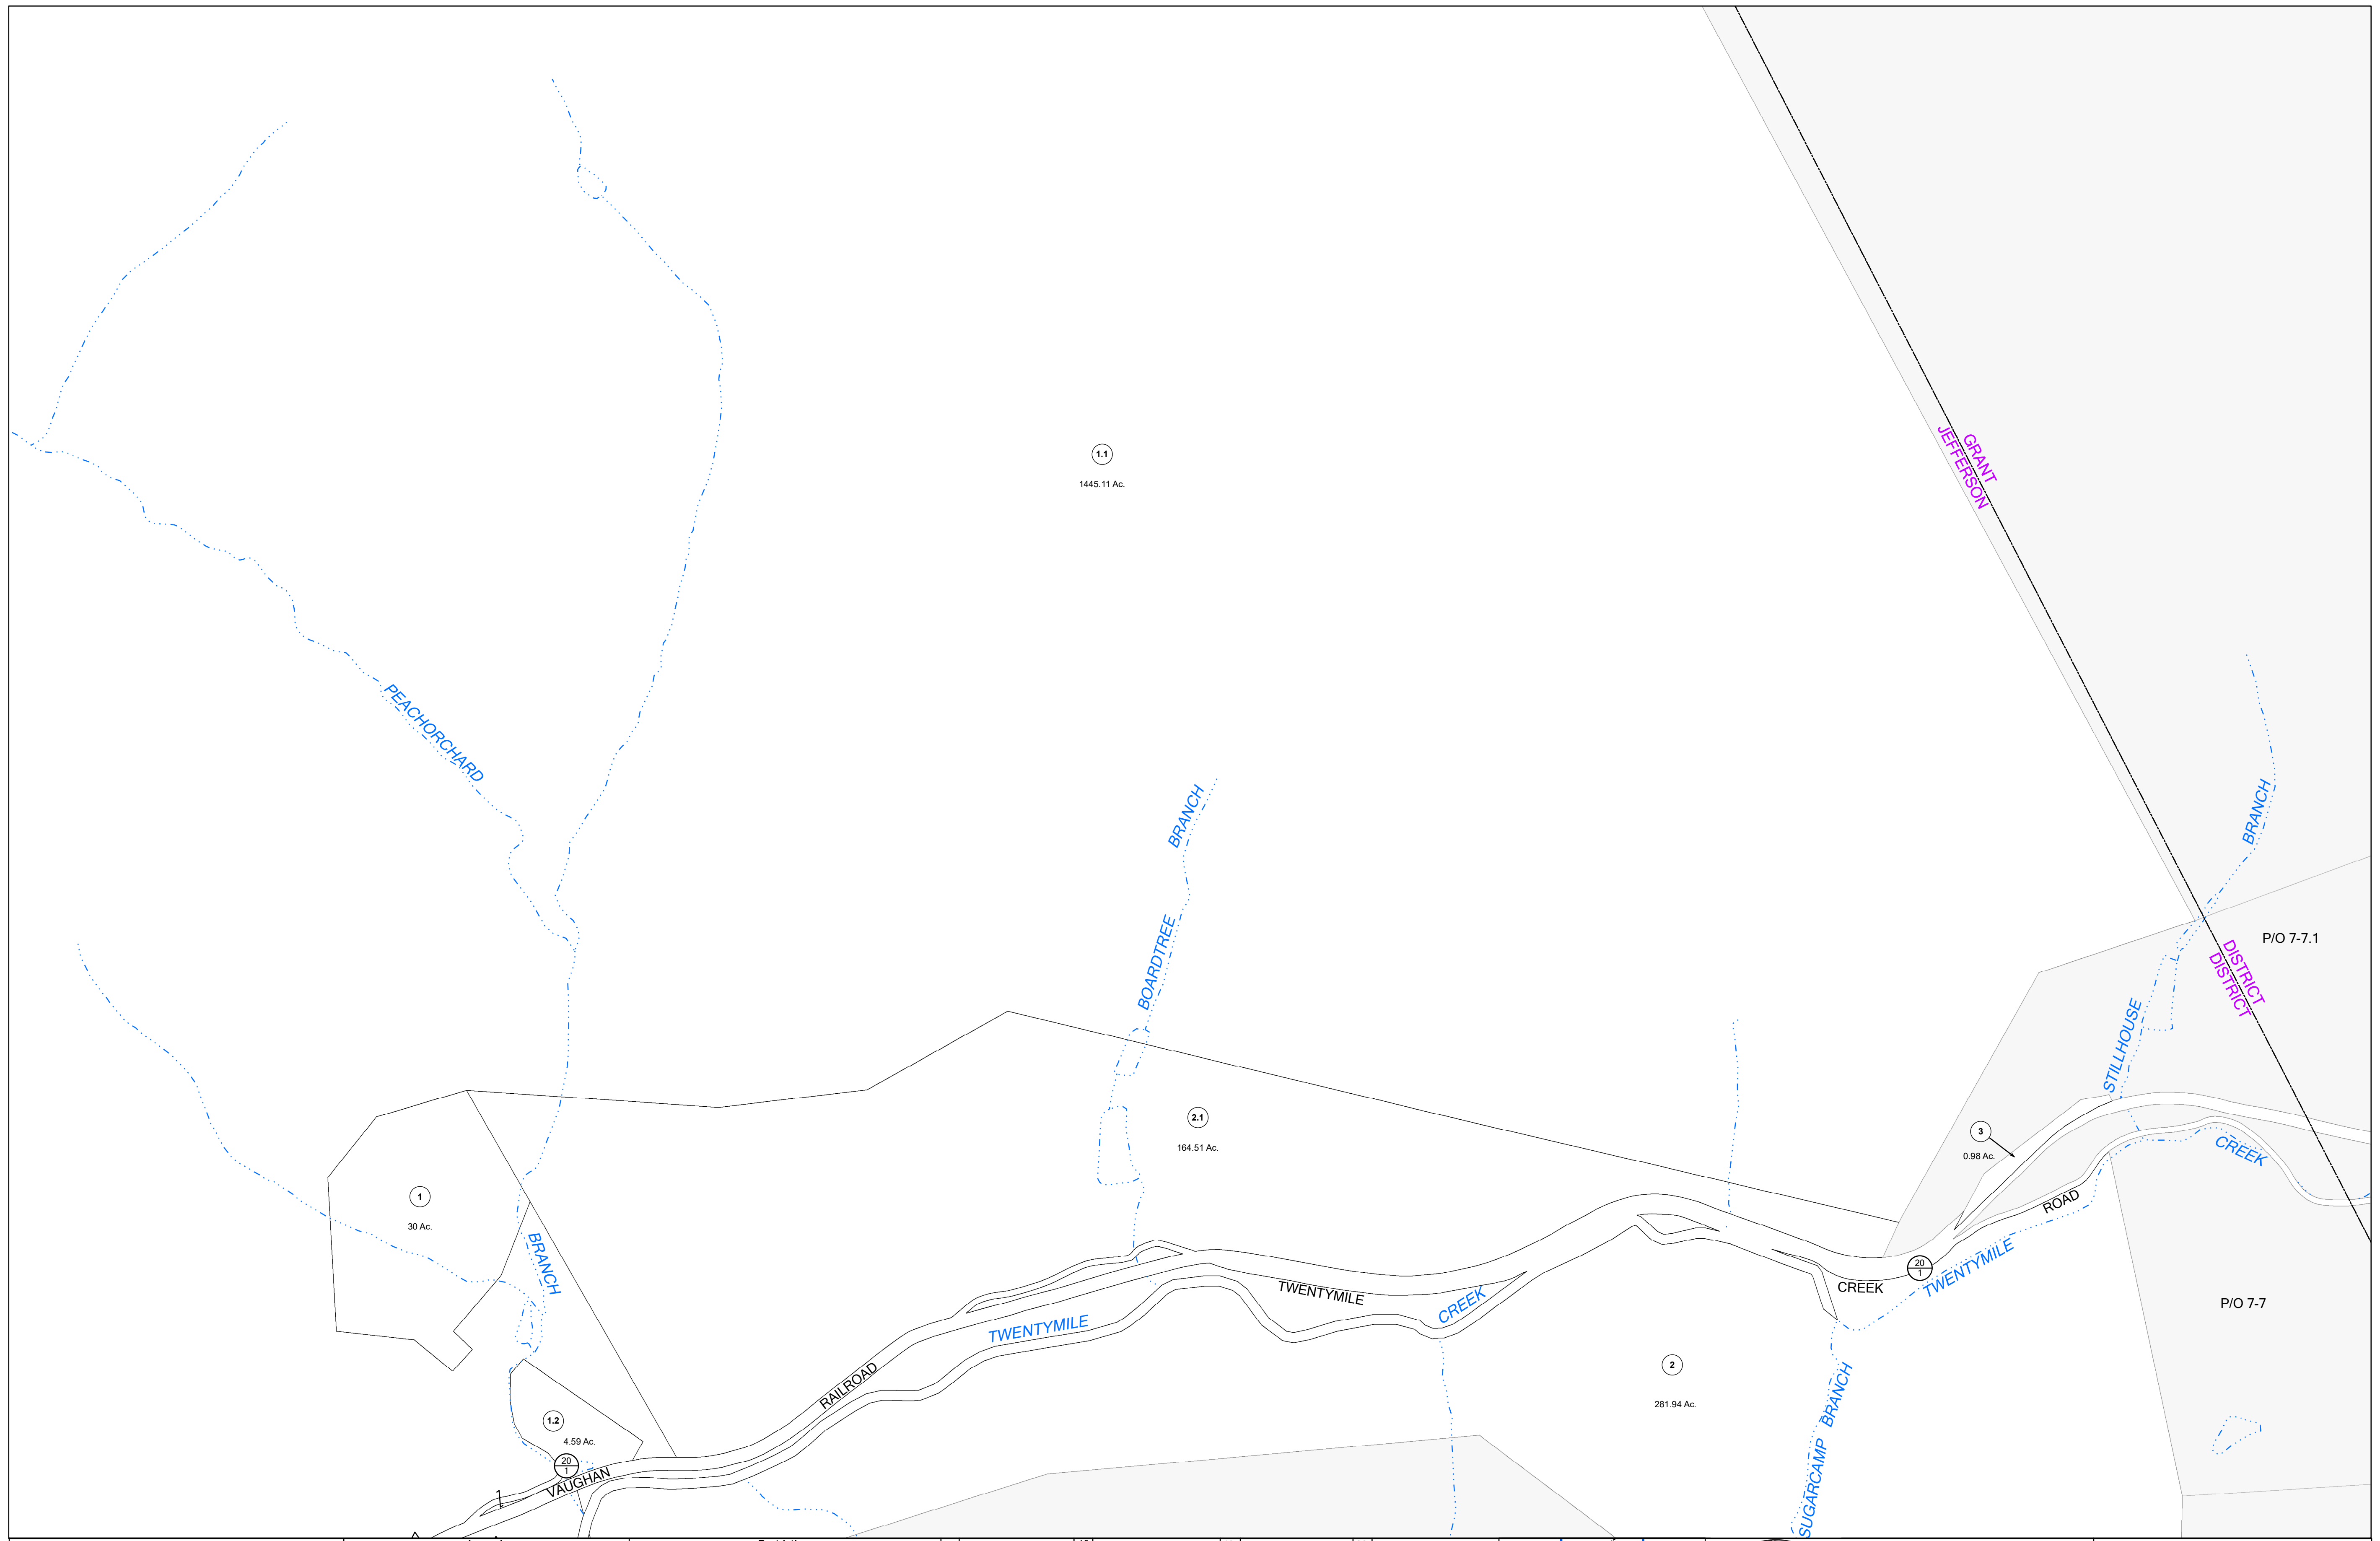 1.1
1445.11 Ac.
GRANT
JEFFERSON
PEACHORCHARD
BRANCH
BRANCH
BOARDTREE
P/O 7-7.1
DISTRICT
DISTRICT
STILLHOUSE
2.1
164.51 Ac.
3
0.98 Ac.
CREEK
1
30 Ac.
ROAD
BRANCH
TWENTYMILE
20
1
CREEK
TWENTYMILE
CREEK
P/O 7-7
TWENTYMILE
2
281.94 Ac.
RAILROAD
SUGARCAMP BRANCH
1.2
4.59 Ac.
20
1
VAUGHAN
1